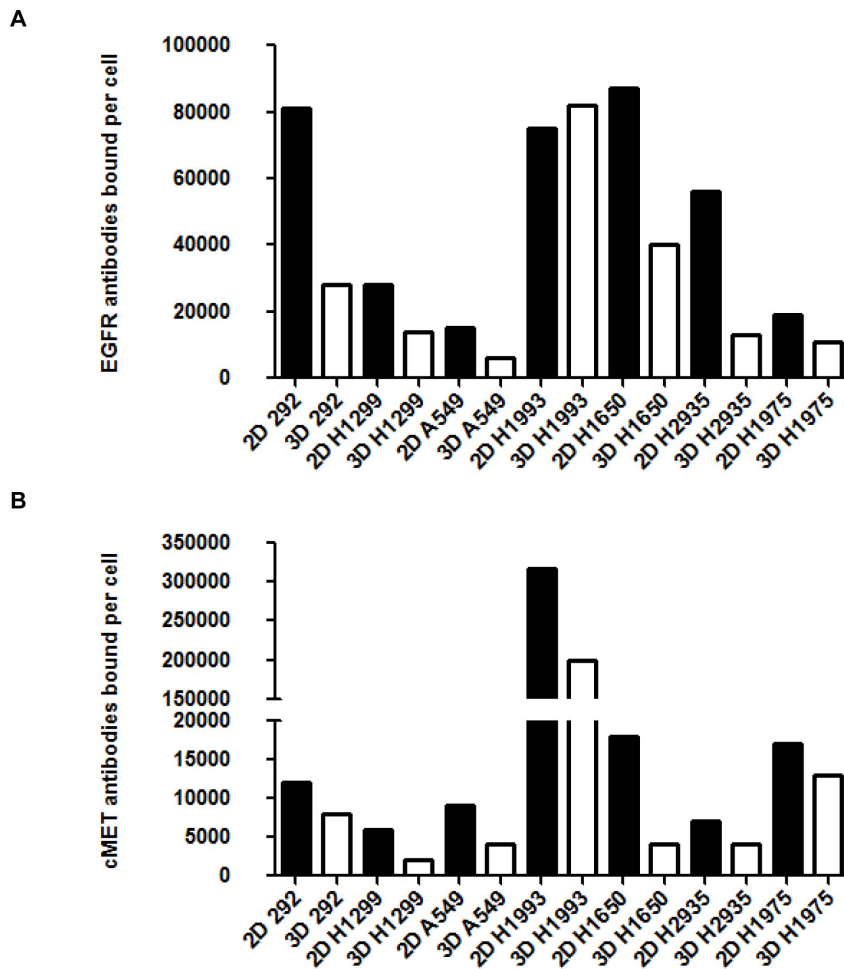 A
EGFR antibodies bound per cell
100000
80000
60000
40000
20000
0
2D 292
3D 292
2D H1299
3D H1299
2D A549
3D A549
2D H1993
3D H1993
2D H1650
3D H1650
2D H2935
3D H2935
2D H1975
3D H1975
B
cMET antibodies bound per cell
350000
300000
250000
200000
150000
20000
15000
10000
5000
0
2D 292
3D 292
2D H1299
3D H1299
2D A549
3D A549
2D H1993
3D H1993
2D H1650
3D H1650
2D H2935
3D H2935
2D H1975
3D H1975